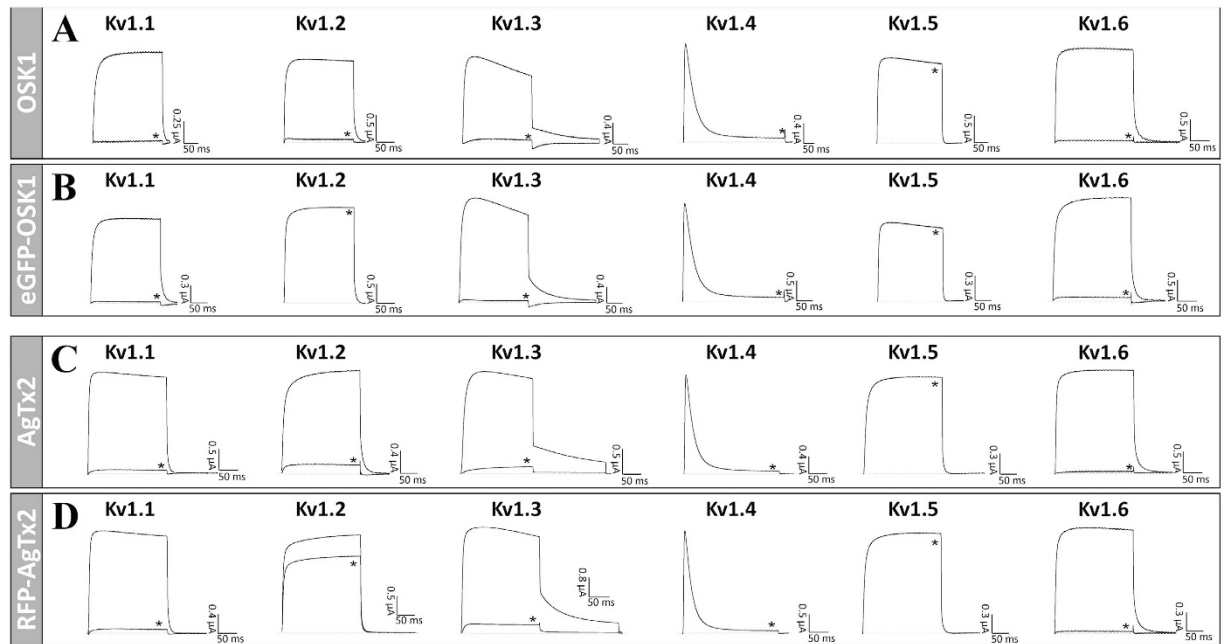 OSK1
A
Kv1.1 Kv1.2 Kv1.3 Kv1.4 Kv1.5 Kv1.6
* * * * * *
0.25 µA 0.5 µA 0.4 µA 0.4 µA 0.5 µA 0.5 µA
50 ms 50 ms 50 ms 50 ms 50 ms 50 ms
eGFP-OSK1
B
Kv1.1 Kv1.2 Kv1.3 Kv1.4 Kv1.5 Kv1.6
* * * * * *
0.3 µA 0.5 µA 0.4 µA 0.5 µA 0.3 µA 0.4 µA
50 ms 50 ms 50 ms 50 ms 50 ms 50 ms
AgTx2
C
Kv1.1 Kv1.2 Kv1.3 Kv1.4 Kv1.5 Kv1.6
* * * * * *
0.5 µA 0.4 µA 0.5 µA 0.4 µA 0.3 µA 0.5 µA
50 ms 50 ms 50 ms 50 ms 50 ms 50 ms
RFP-AgTx2
D
Kv1.1 Kv1.2 Kv1.3 Kv1.4 Kv1.5 Kv1.6
* * * * * *
0.4 µA 0.5 µA 0.8 µA 0.5 µA 0.3 µA 0.3 µA
50 ms 50 ms 50 ms 50 ms 50 ms 50 ms